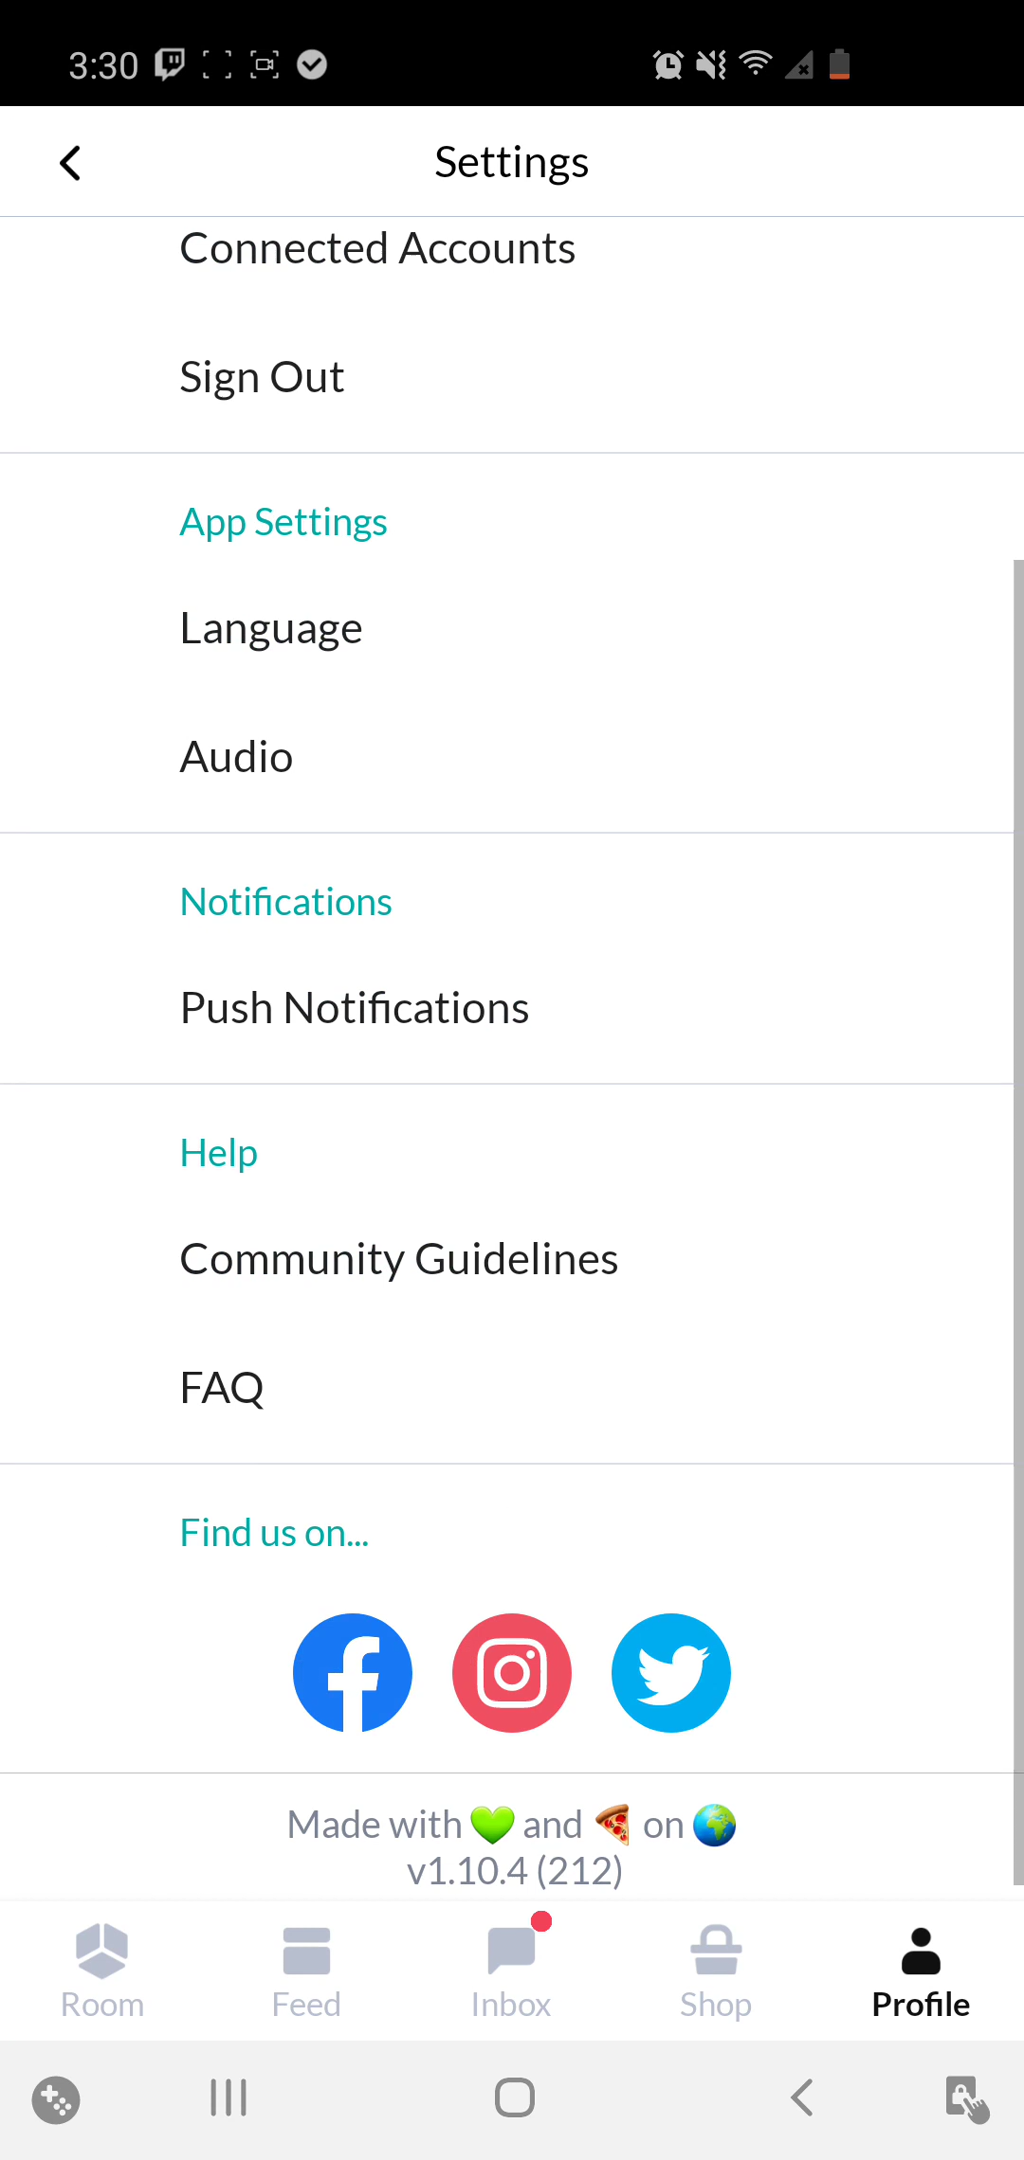 3:30
Settings
Connected Accounts
Sign Out
App Settings
Language
Audio
Notifications
Push Notifications
Help
Community Guidelines
FAQ
Find us on...
Made with 💚 and 🍕 on 🌍
v1.10.4 (212)
Room
Feed
Inbox
Shop
Profile